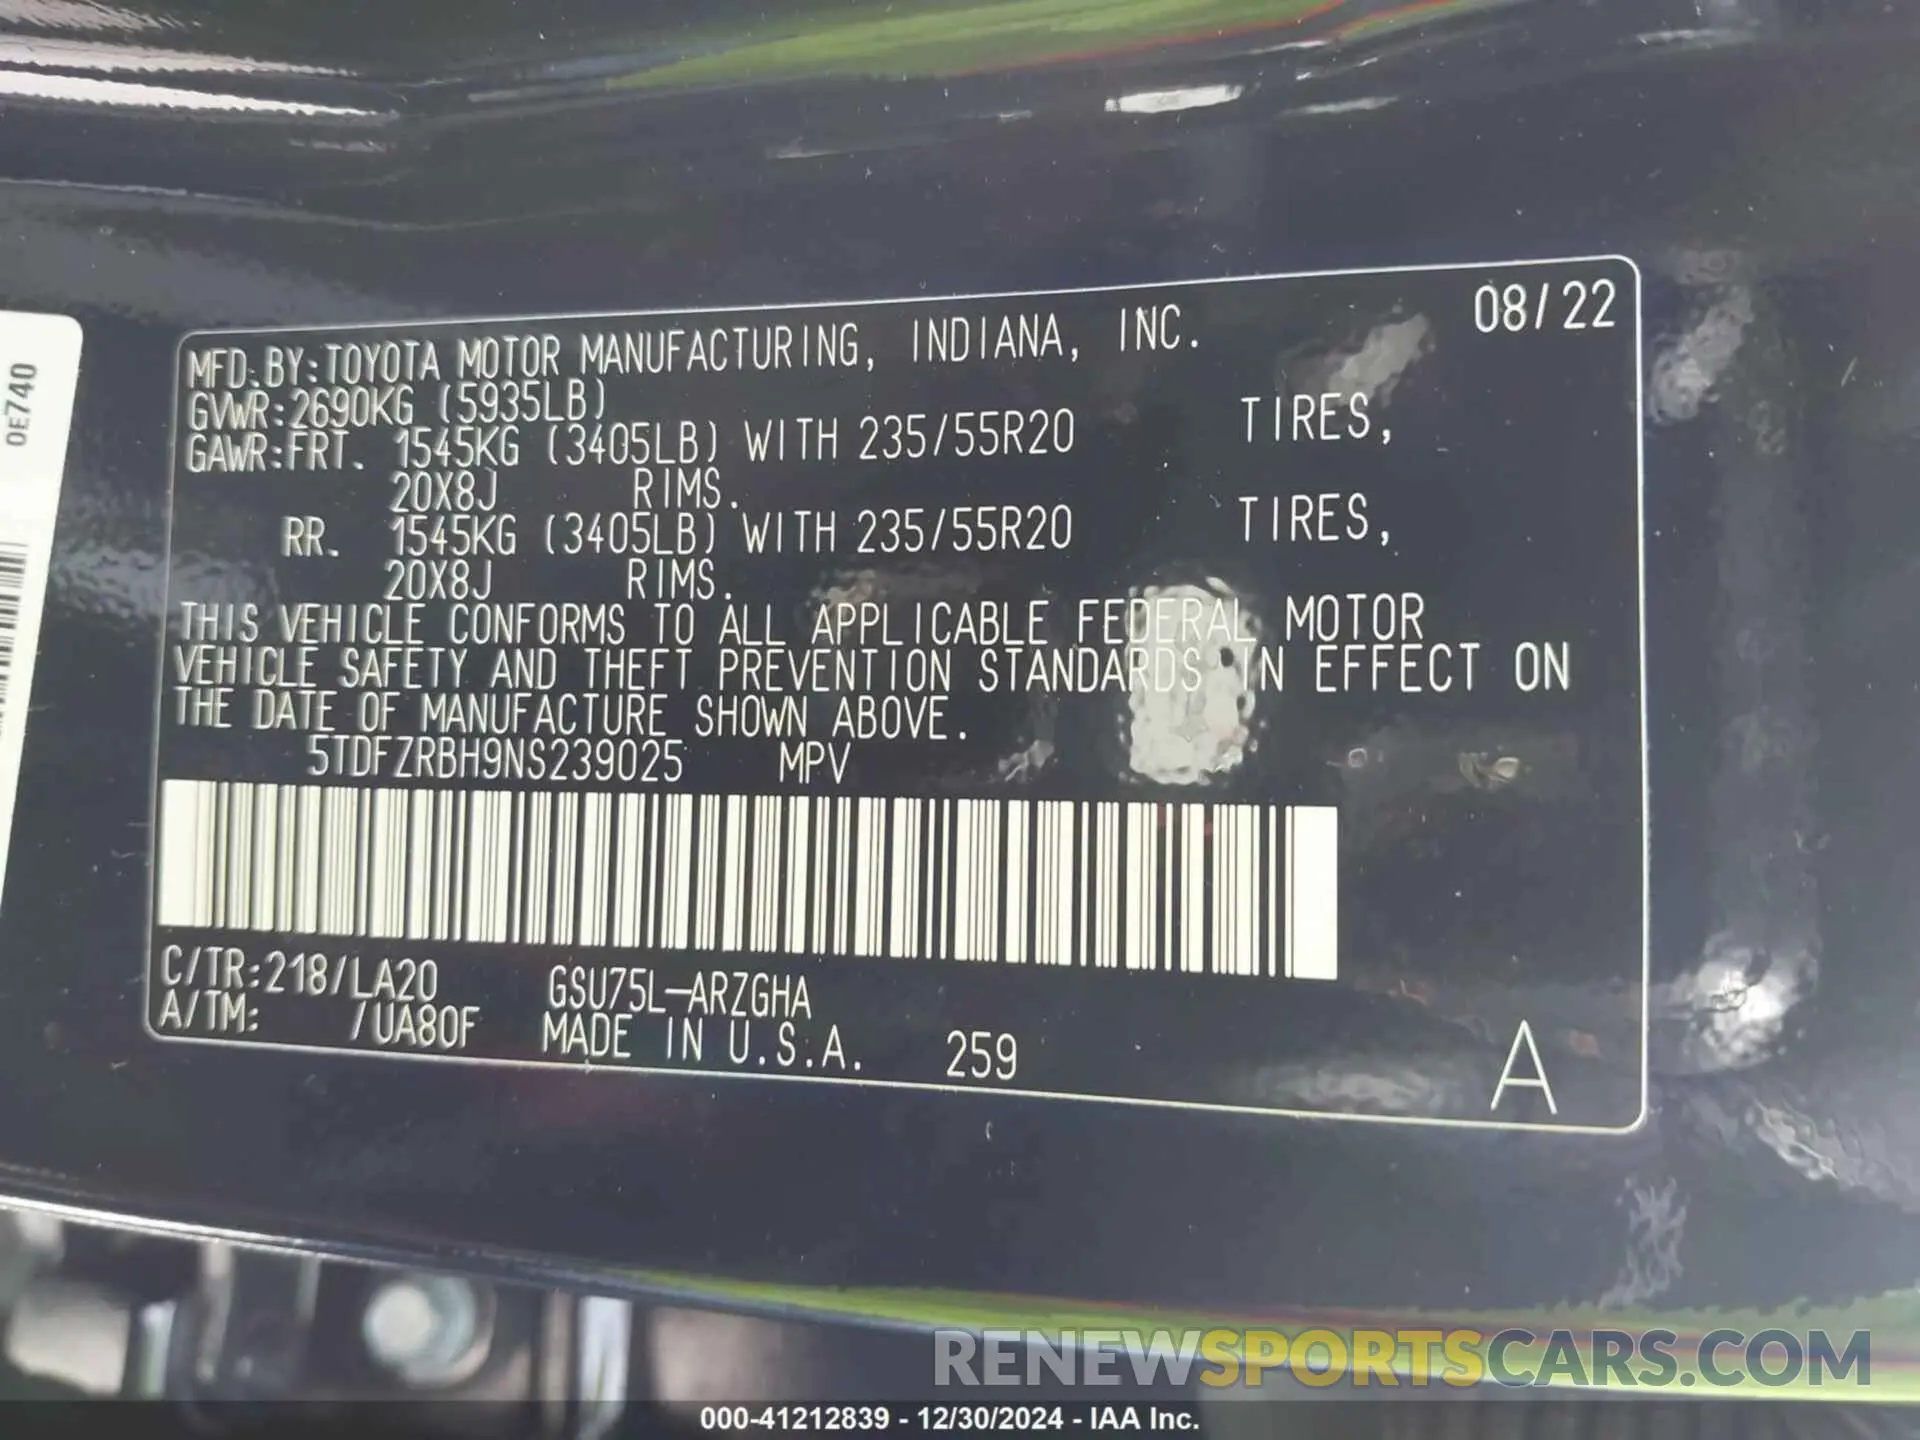 MFD.BY:TOYOTA MOTOR MANUFACTURING, INDIANA, INC. 08/22
GVWR:2690KG (5935LB)
GAWR:FRT. 1545KG (3405LB) WITH 235/55R20 TIRES,
20X8J RIMS.
RR. 1545KG (3405LB) WITH 235/55R20 TIRES,
20X8J RIMS.
THIS VEHICLE CONFORMS TO ALL APPLICABLE FEDERAL MOTOR
VEHICLE SAFETY AND THEFT PREVENTION STANDARDS IN EFFECT ON
THE DATE OF MANUFACTURE SHOWN ABOVE.
5TDFZRBH9NS239025 MPV
C/TR:218/LA20 GSU75L-ARZGHA
A/TM: /UA80F MADE IN U.S.A. 259 A
0E740
RENEWSPORTSCARS.COM
000-41212839 - 12/30/2024 - IAA Inc.